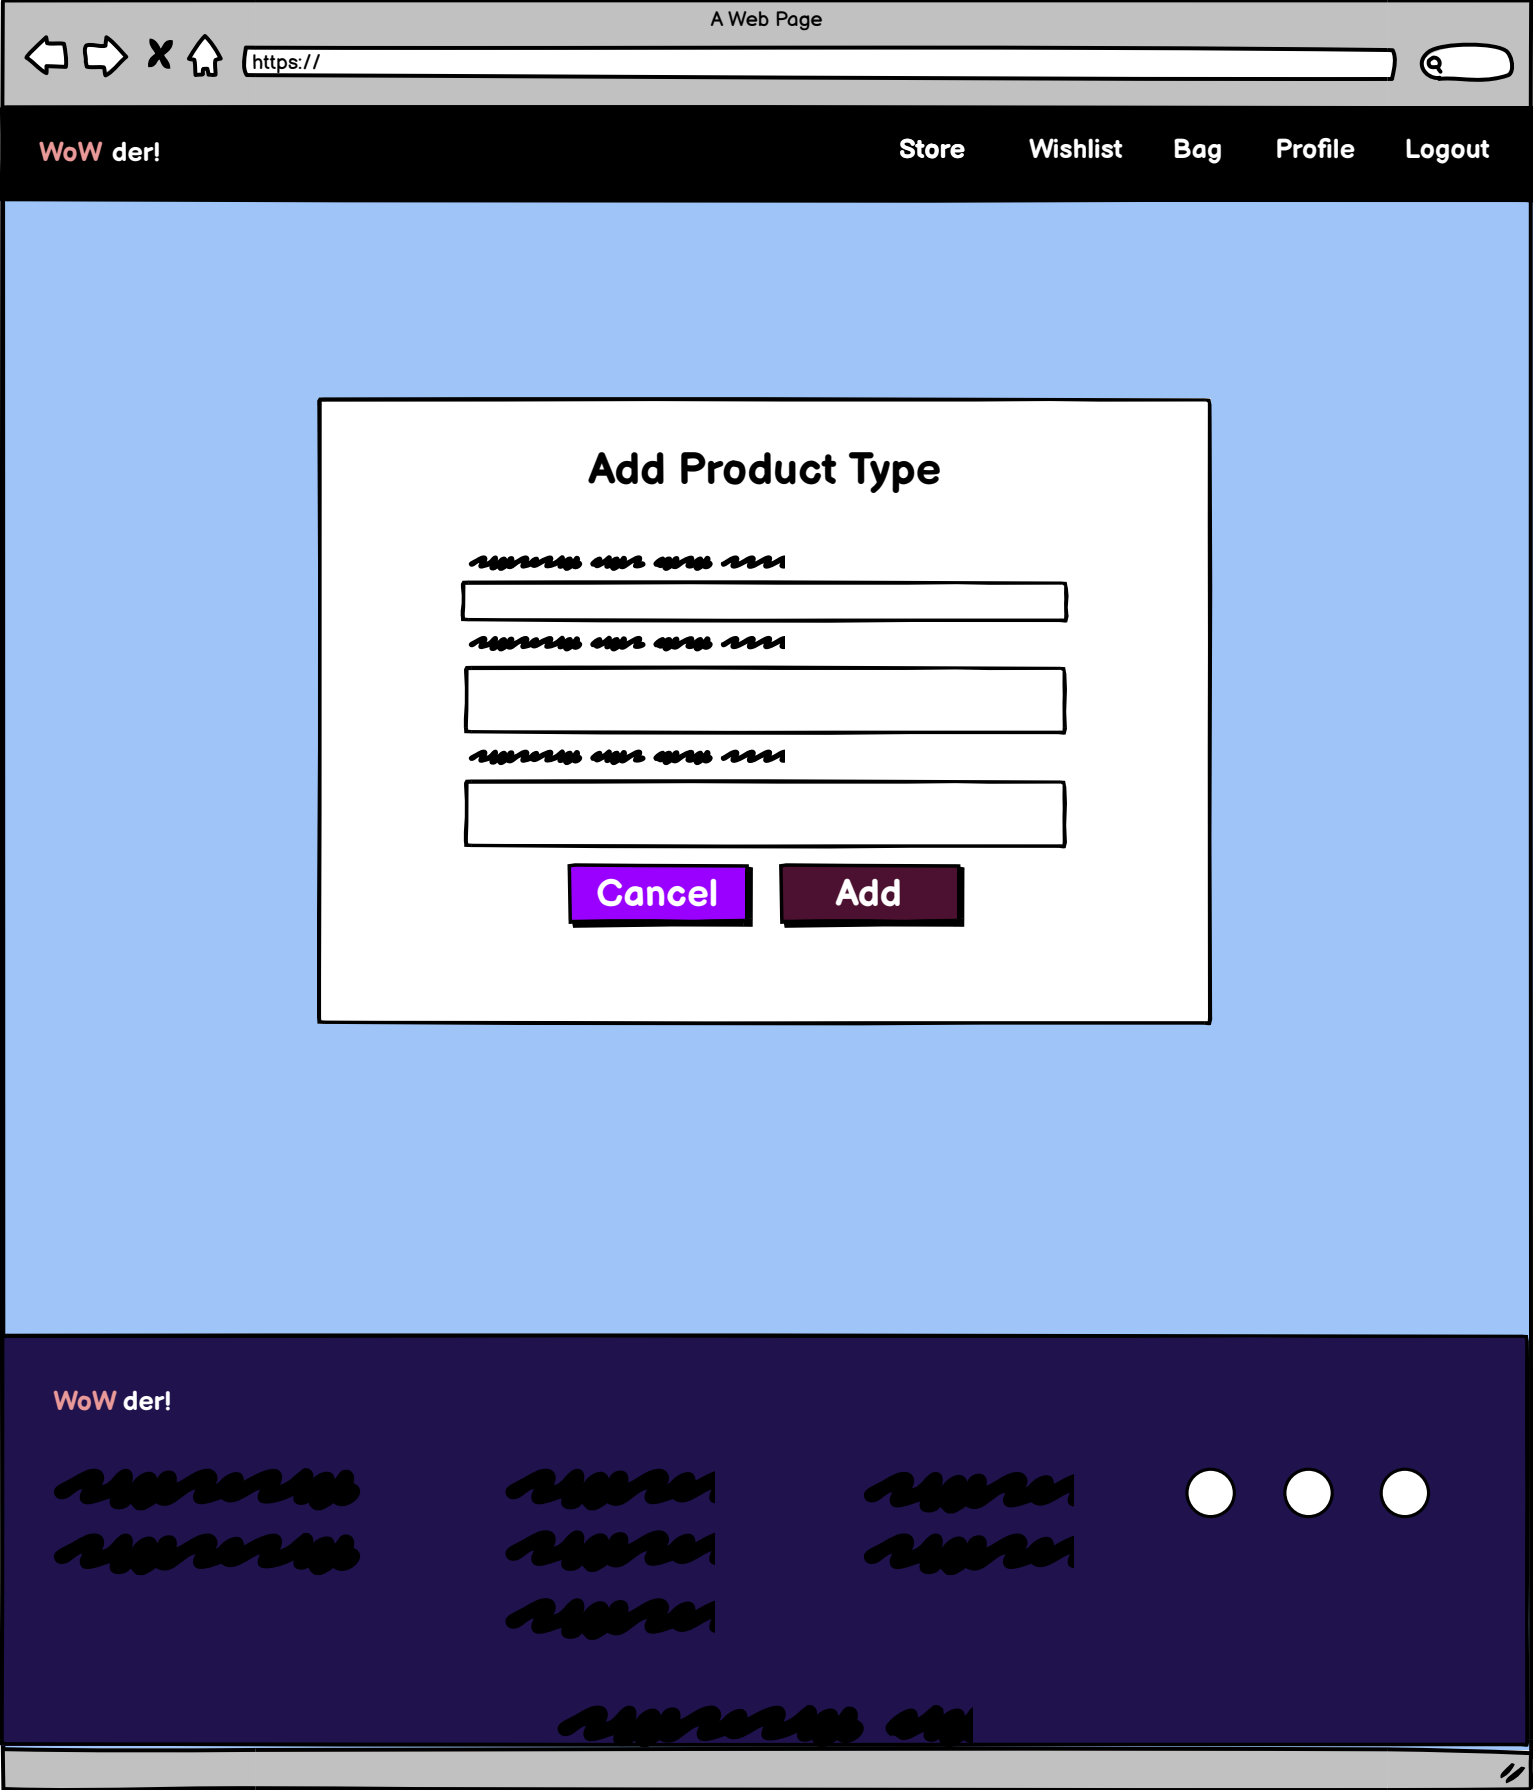 A Web Page
https://
WoW der!
Store Wishlist Bag Profile Logout
Add Product Type
Cancel Add
WoW der!